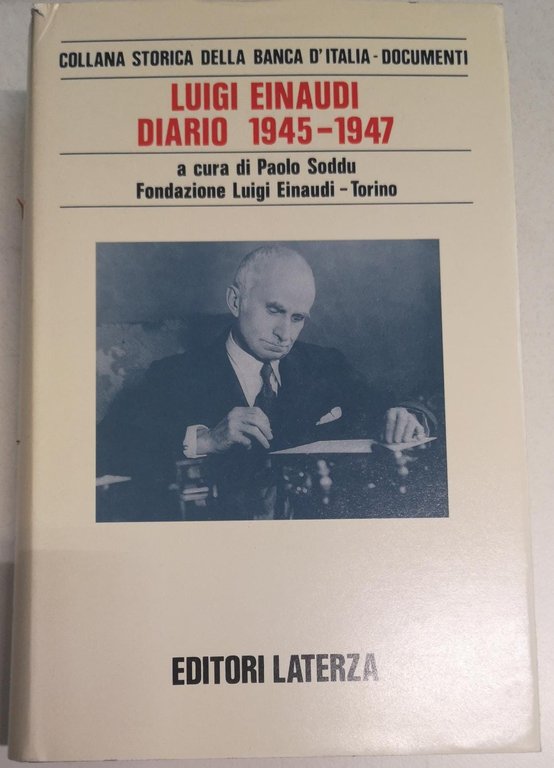 COLLANA STORICA DELLA BANCA D'ITALIA - DOCUMENTI
LUIGI EINAUDI
DIARIO 1945-1947
a cura di Paolo Soddu
Fondazione Luigi Einaudi - Torino
EDITORI LATERZA